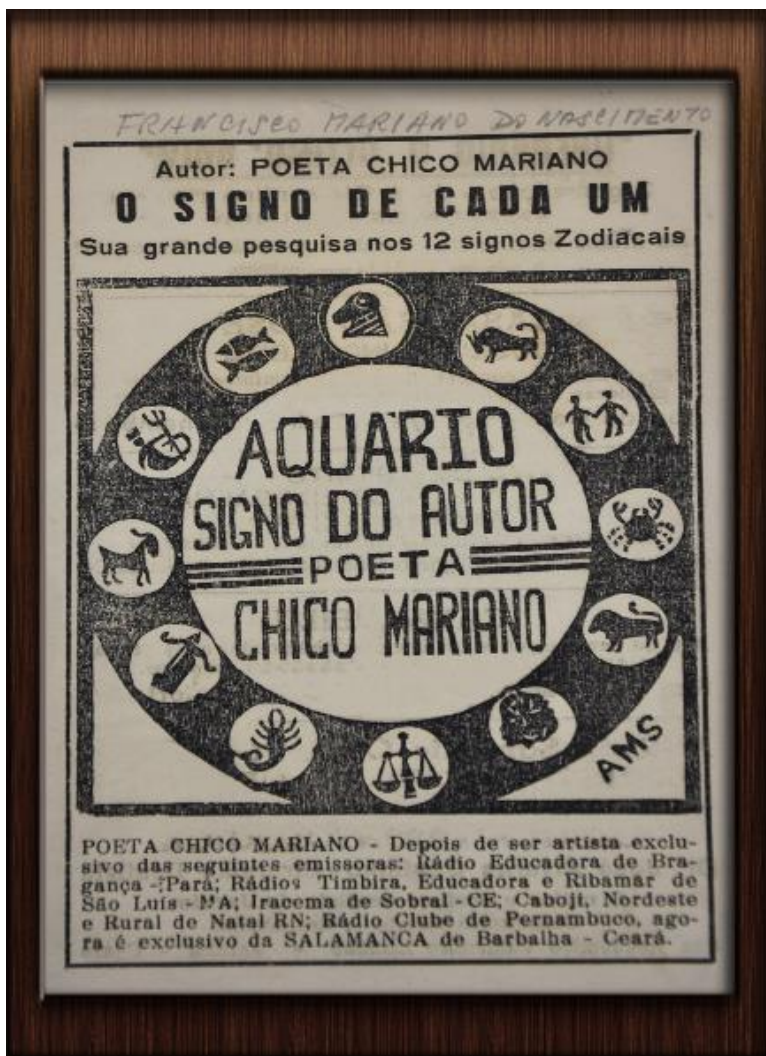 FRANCISCO MARIANO DO NASCIMENTO
Autor: POETA CHICO MARIANO
O SIGNO DE CADA UM
Sua grande pesquisa nos 12 signos Zodiacais
AQUÁRIO
SIGNO DO AUTOR
POETA
CHICO MARIANO
AMS
POETA CHICO MARIANO - Depois de ser artista exclu-
sivo das seguintes emissoras: Rádio Educadora de Bra-
gança - Pará; Rádios Timbira, Educadora e Ribamar de
São Luís - MA; Iracema de Sobral - CE; Caboji, Nordeste
e Rural de Natal RN; Rádio Clube de Pernambuco, ago-
ra é exclusivo da SALAMANCA de Barbalha - Ceará.